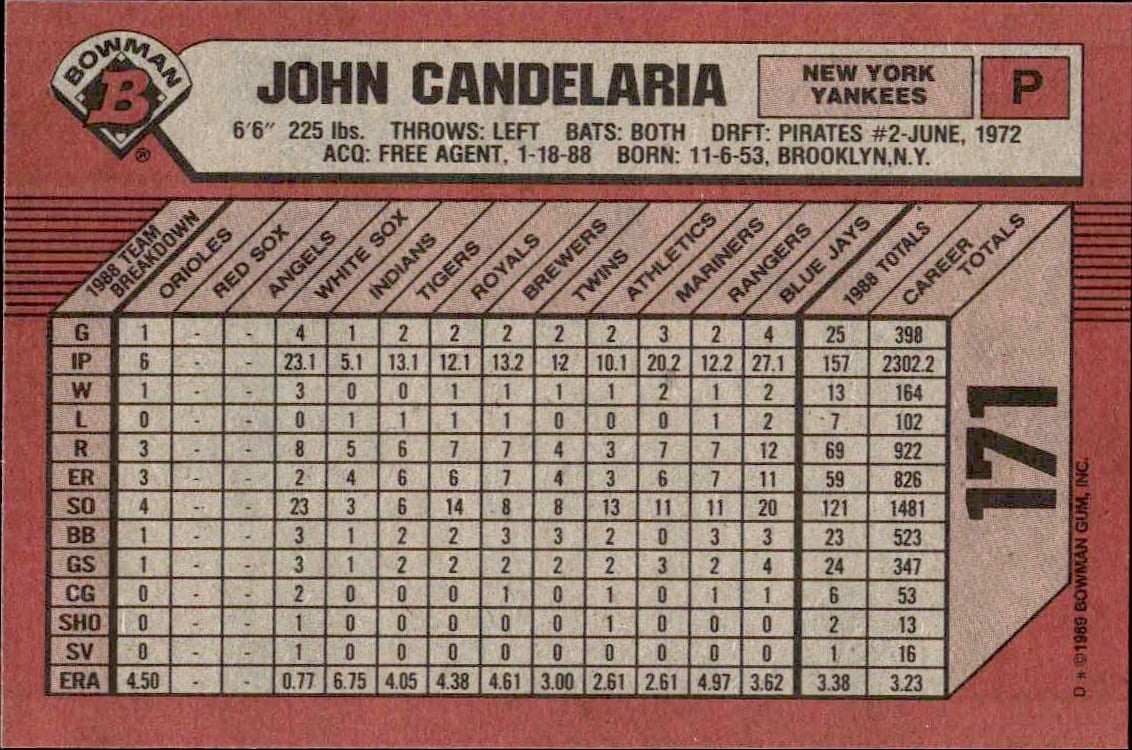 BOWMAN
B
®
JOHN CANDELARIA
NEW YORK
YANKEES
P
6'6" 225 lbs. THROWS: LEFT BATS: BOTH DRFT: PIRATES #2-JUNE, 1972
ACQ: FREE AGENT, 1-18-88 BORN: 11-6-53, BROOKLYN,N.Y.
1988 TEAM
BREAKDOWN
ORIOLES
RED SOX
ANGELS
WHITE SOX
INDIANS
TIGERS
ROYALS
BREWERS
TWINS
ATHLETICS
MARINERS
RANGERS
BLUE JAYS
1988 TOTALS
CAREER
TOTALS
G 1 - - 4 1 2 2 2 2 2 3 2 4 25 398
IP 6 - - 23.1 5.1 13.1 12.1 13.2 12 10.1 20.2 12.2 27.1 157 2302.2
W 1 - - 3 0 0 1 1 1 1 2 1 2 13 164
L 0 - - 0 1 1 1 1 0 0 0 1 2 7 102
R 3 - - 8 5 6 7 7 4 3 7 7 12 69 922
ER 3 - - 2 4 6 6 7 4 3 6 7 11 59 826
SO 4 - - 23 3 6 14 8 8 13 11 11 20 121 1481
BB 1 - - 3 1 2 2 3 3 2 0 3 3 23 523
GS 1 - - 3 1 2 2 2 2 2 3 2 4 24 347
CG 0 - - 2 0 0 0 1 0 1 0 1 1 6 53
SHO 0 - - 1 0 0 0 0 0 1 0 0 0 2 13
SV 0 - - 1 0 0 0 0 0 0 0 0 0 1 16
ERA 4.50 - - 0.77 6.75 4.05 4.38 4.61 3.00 2.61 2.61 4.97 3.62 3.38 3.23
171
D * ©1989 BOWMAN GUM, INC.